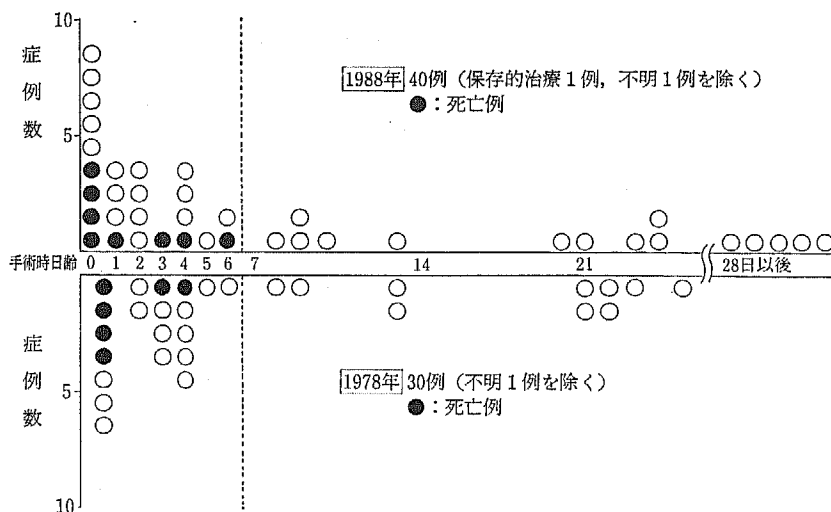 10
症例数
5
1988年 40例（保存的治療1例，不明1例を除く）
●：死亡例
手術時日齢 0 1 2 3 4 5 6 7 14 21 28日以後
症例数
5
1978年 30例（不明1例を除く）
●：死亡例
10